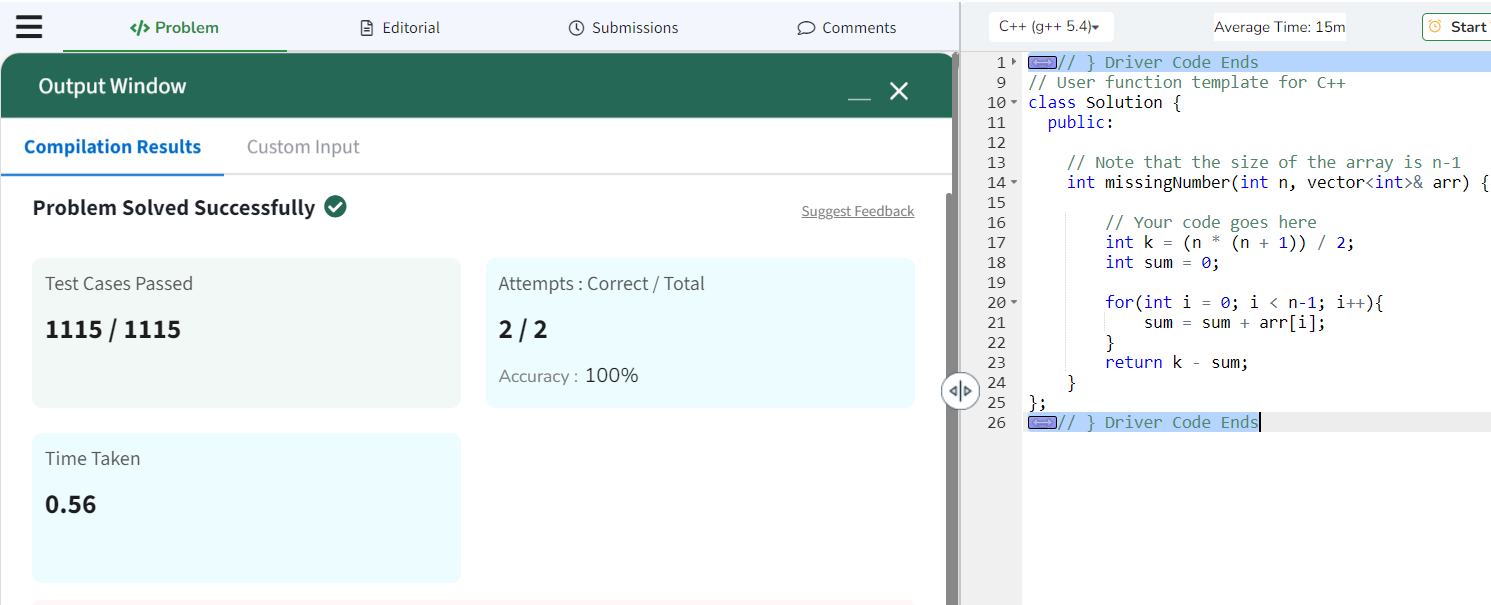 </> Problem
Editorial
Submissions
Comments
Output Window
Compilation Results
Custom Input
Problem Solved Successfully
Suggest Feedback
Test Cases Passed
1115 / 1115
Attempts : Correct / Total
2 / 2
Accuracy : 100%
Time Taken
0.56
C++ (g++ 5.4)
Average Time: 15m
Start
1 // } Driver Code Ends
9 // User function template for C++
10 class Solution {
11   public:
12
13     // Note that the size of the array is n-1
14     int missingNumber(int n, vector<int>& arr) {
15
16         // Your code goes here
17         int k = (n * (n + 1)) / 2;
18         int sum = 0;
19
20         for(int i = 0; i < n-1; i++){
21             sum = sum + arr[i];
22         }
23         return k - sum;
24     }
25 };
26 // } Driver Code Ends